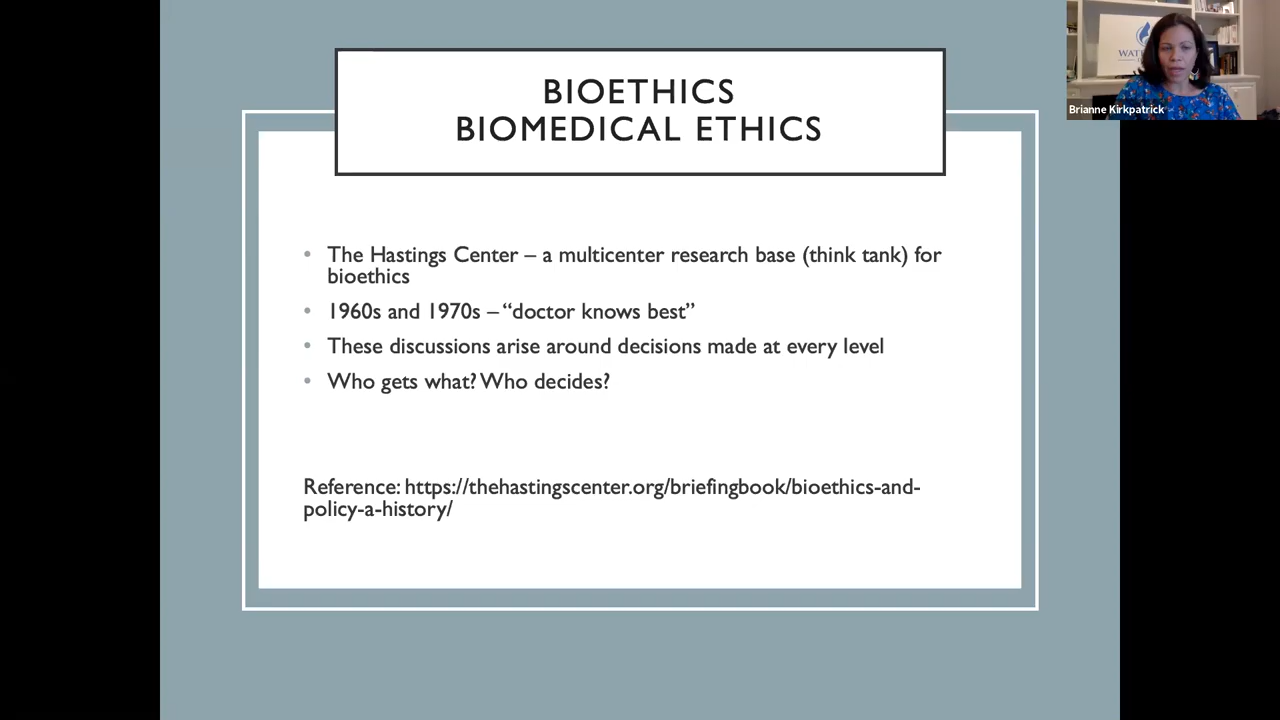 BIOETHICS
BIOMEDICAL ETHICS
• The Hastings Center – a multicenter research base (think tank) for
bioethics
• 1960s and 1970s – “doctor knows best”
• These discussions arise around decisions made at every level
• Who gets what? Who decides?
Reference: https://thehastingscenter.org/briefingbook/bioethics-and-
policy-a-history/
Brianne Kirkpatrick